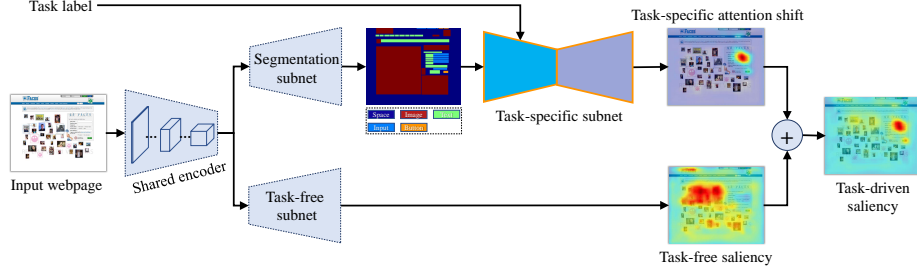 Task label
Task-specific attention shift
Segmentation
subnet
Space
Image
Input
Button
Task-specific subnet
Input webpage
Shared encoder
Task-free
subnet
+
Task-free saliency
Task-driven
saliency